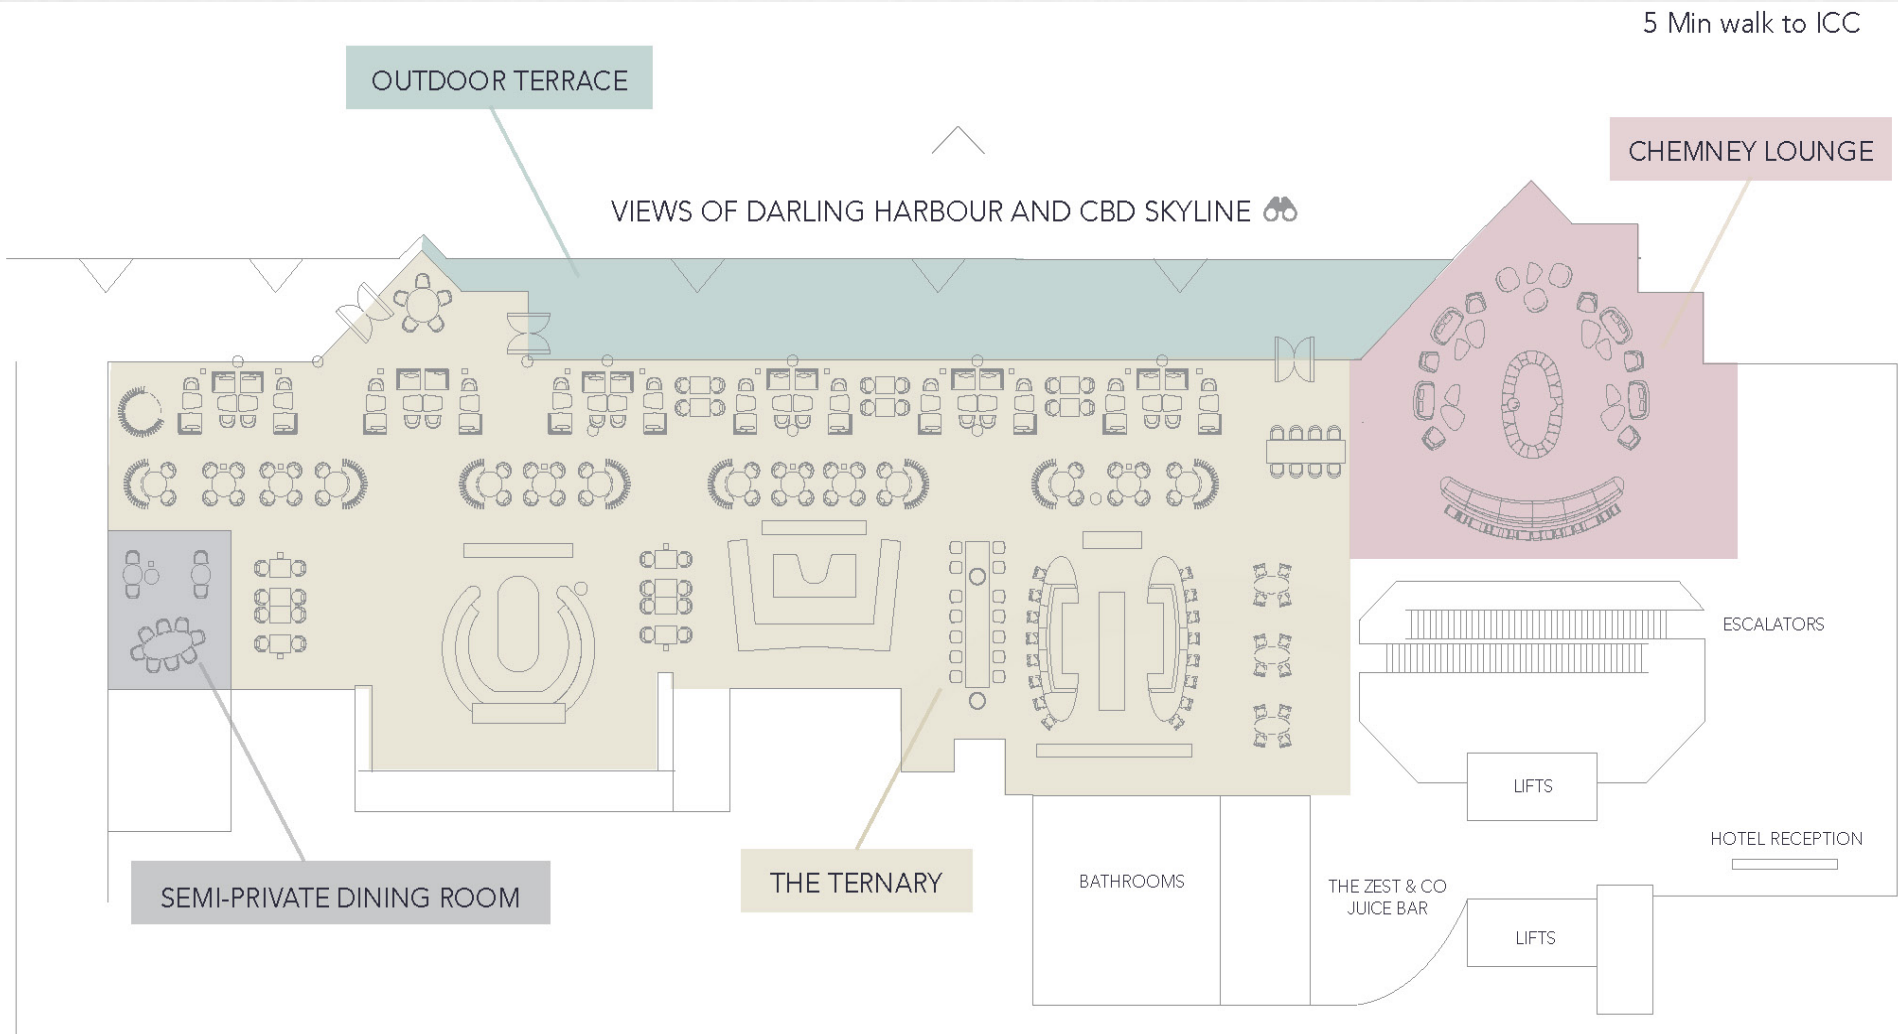 5 Min walk to ICC
OUTDOOR TERRACE
CHEMNEY LOUNGE
VIEWS OF DARLING HARBOUR AND CBD SKYLINE
ESCALATORS
LIFTS
HOTEL RECEPTION
SEMI-PRIVATE DINING ROOM
THE TERNARY
BATHROOMS
THE ZEST & CO
JUICE BAR
LIFTS